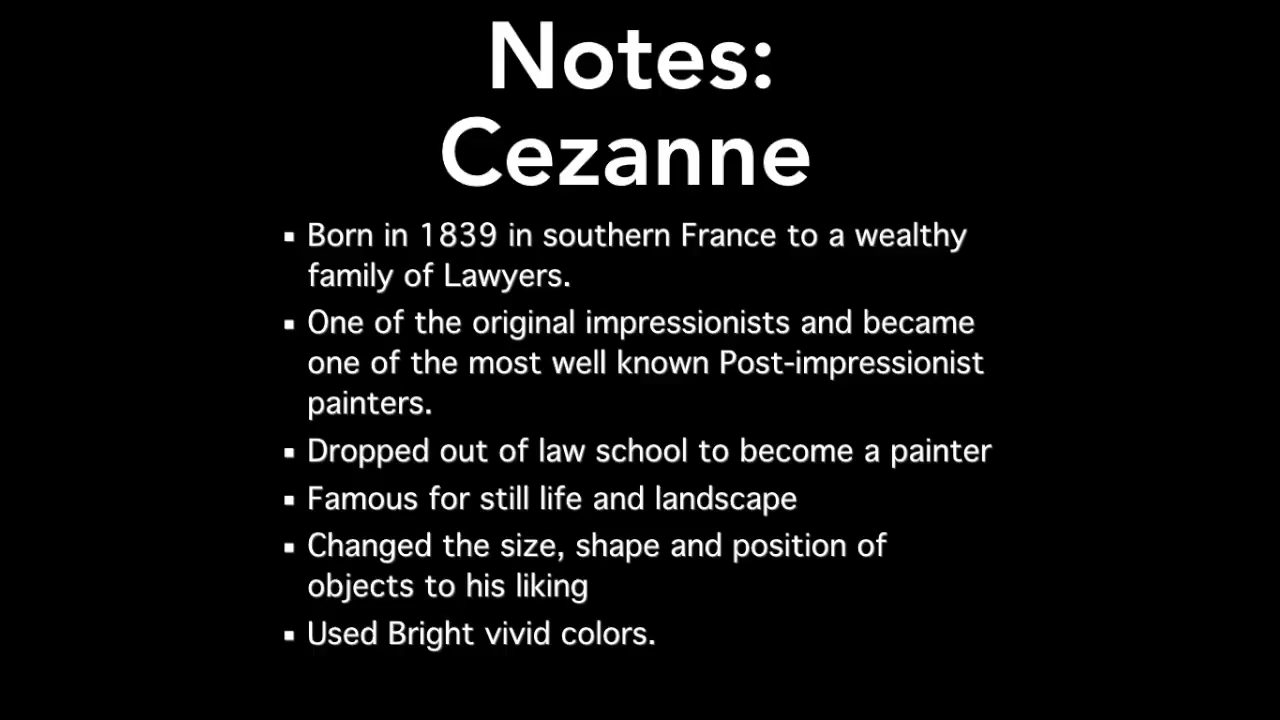 Notes:
Cezanne
▪ Born in 1839 in southern France to a wealthy
family of Lawyers.
▪ One of the original impressionists and became
one of the most well known Post-impressionist
painters.
▪ Dropped out of law school to become a painter
▪ Famous for still life and landscape
▪ Changed the size, shape and position of
objects to his liking
▪ Used Bright vivid colors.